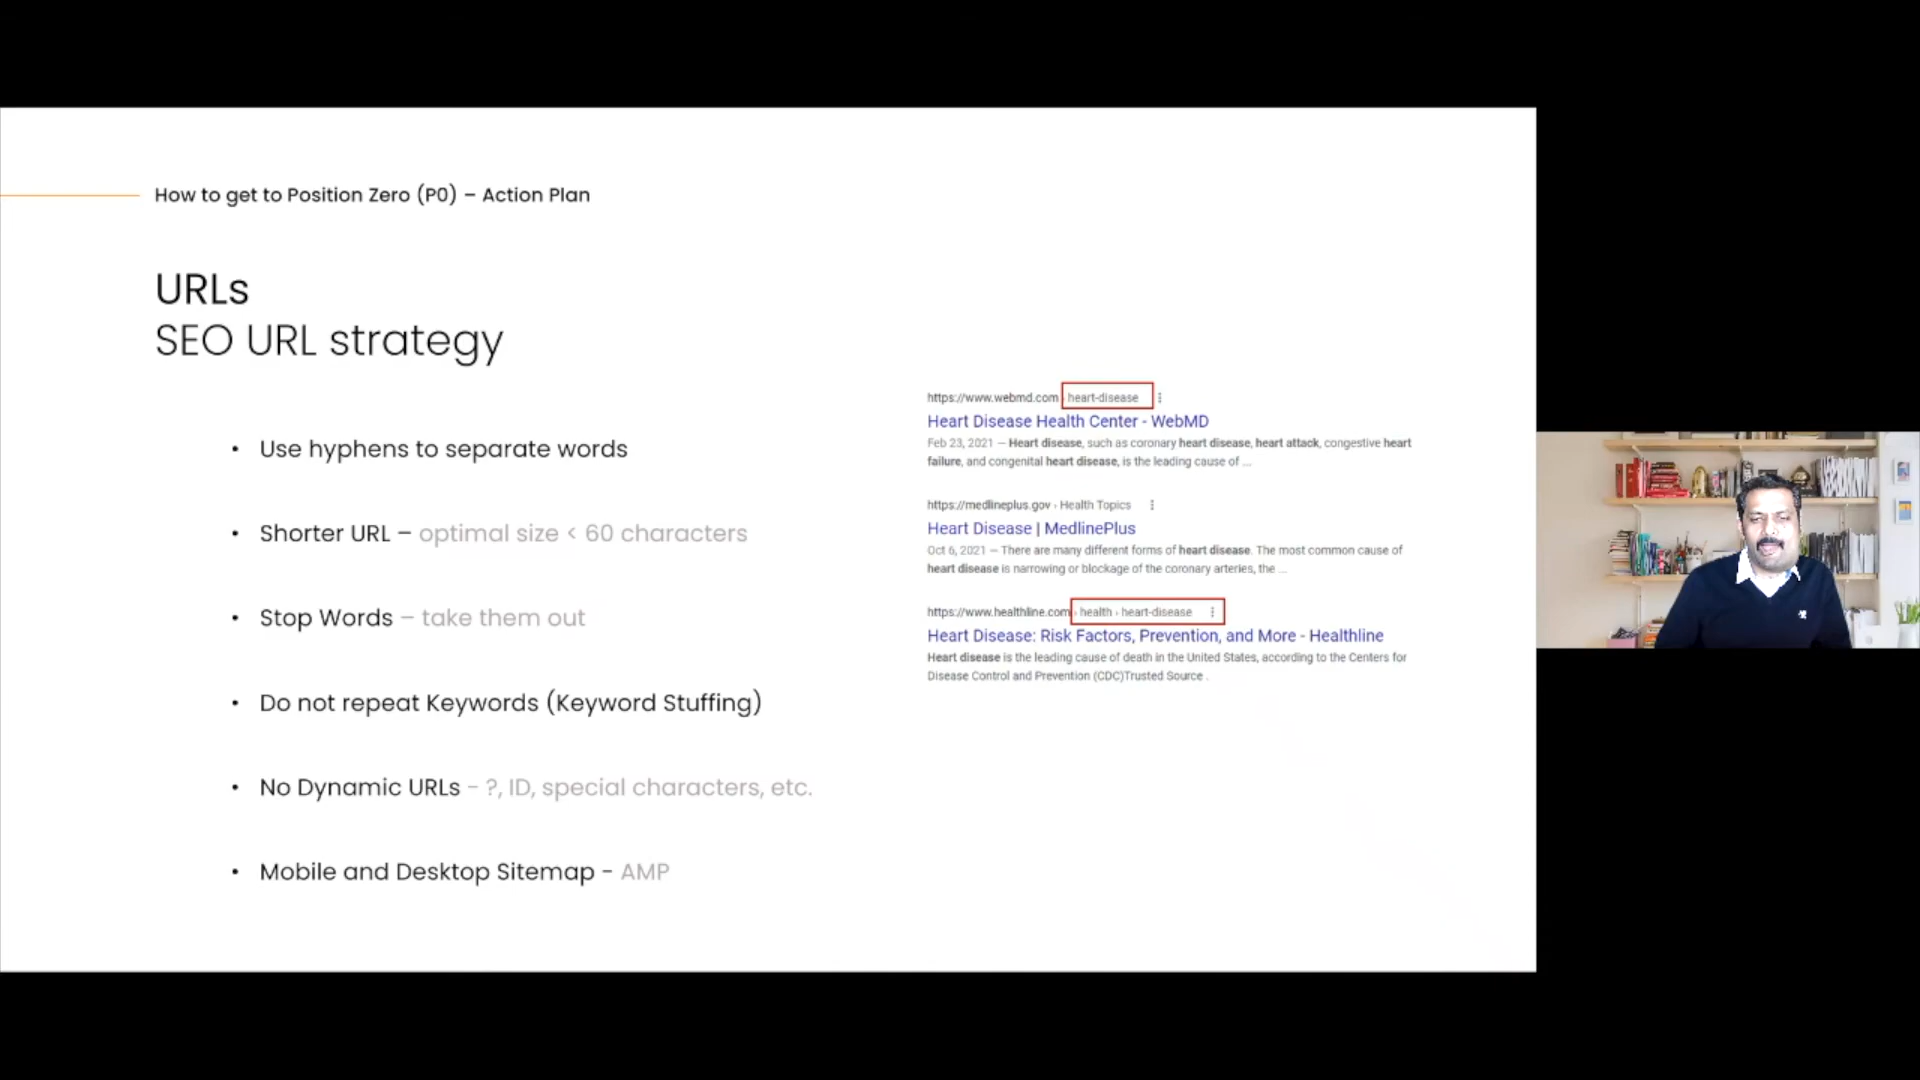 How to get to Position Zero (P0) – Action Plan
URLs
SEO URL strategy
• Use hyphens to separate words
• Shorter URL – optimal size < 60 characters
• Stop Words – take them out
• Do not repeat Keywords (Keyword Stuffing)
• No Dynamic URLs - ?, ID, special characters, etc.
• Mobile and Desktop Sitemap - AMP
https://www.webmd.com › heart-disease
Heart Disease Health Center - WebMD
Feb 23, 2021 — Heart disease, such as coronary heart disease, heart attack, congestive heart
failure, and congenital heart disease, is the leading cause of ...
https://medlineplus.gov › Health Topics
Heart Disease | MedlinePlus
Oct 6, 2021 — There are many different forms of heart disease. The most common cause of
heart disease is narrowing or blockage of the coronary arteries, the ...
https://www.healthline.com › health › heart-disease
Heart Disease: Risk Factors, Prevention, and More - Healthline
Heart disease is the leading cause of death in the United States, according to the Centers for
Disease Control and Prevention (CDC)Trusted Source .